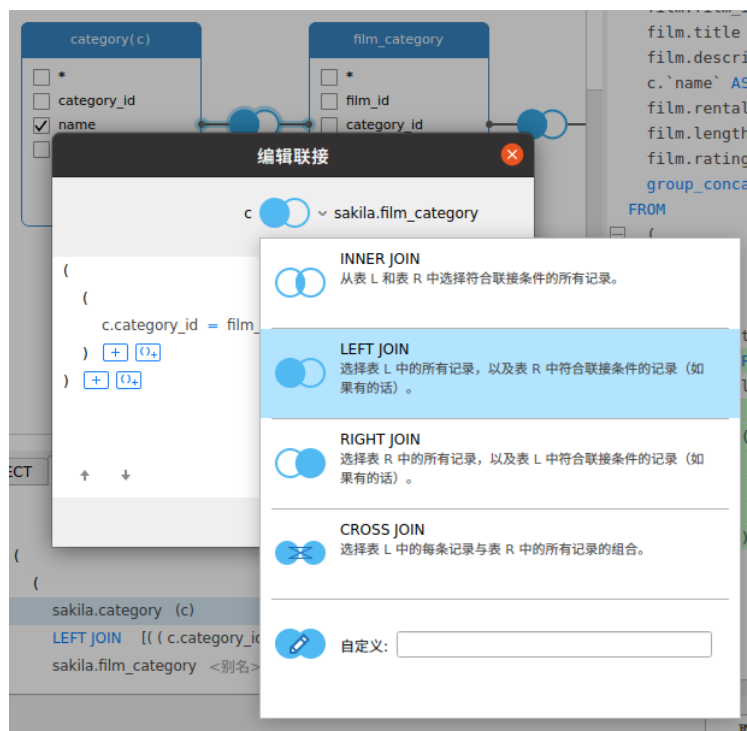 category(c)
film_category
*
category_id
name
*
film_id
category_id
film.title
film.descri
c.`name` AS
film.rental
film.length
film.rating
group_conca
FROM
(
编辑联接
c
sakila.film_category
(
(
c.category_id = film_
)
)
INNER JOIN
从表 L 和表 R 中选择符合联接条件的所有记录。
LEFT JOIN
选择表 L 中的所有记录，以及表 R 中符合联接条件的记录（如
果有的话）。
RIGHT JOIN
选择表 R 中的所有记录，以及表 L 中符合联接条件的记录（如
果有的话）。
CROSS JOIN
选择表 L 中的每条记录与表 R 中的所有记录的组合。
自定义:
ECT
(
(
sakila.category (c)
LEFT JOIN [( ( c.category_id
sakila.film_category <别名>